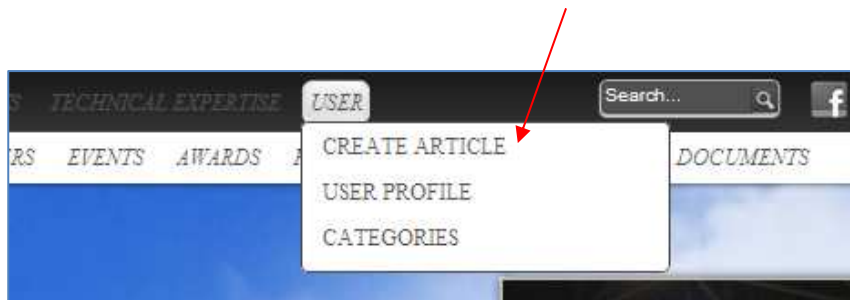 TECHNICAL EXPERTISE USER Search... f
EVENTS AWARDS DOCUMENTS
CREATE ARTICLE
USER PROFILE
CATEGORIES